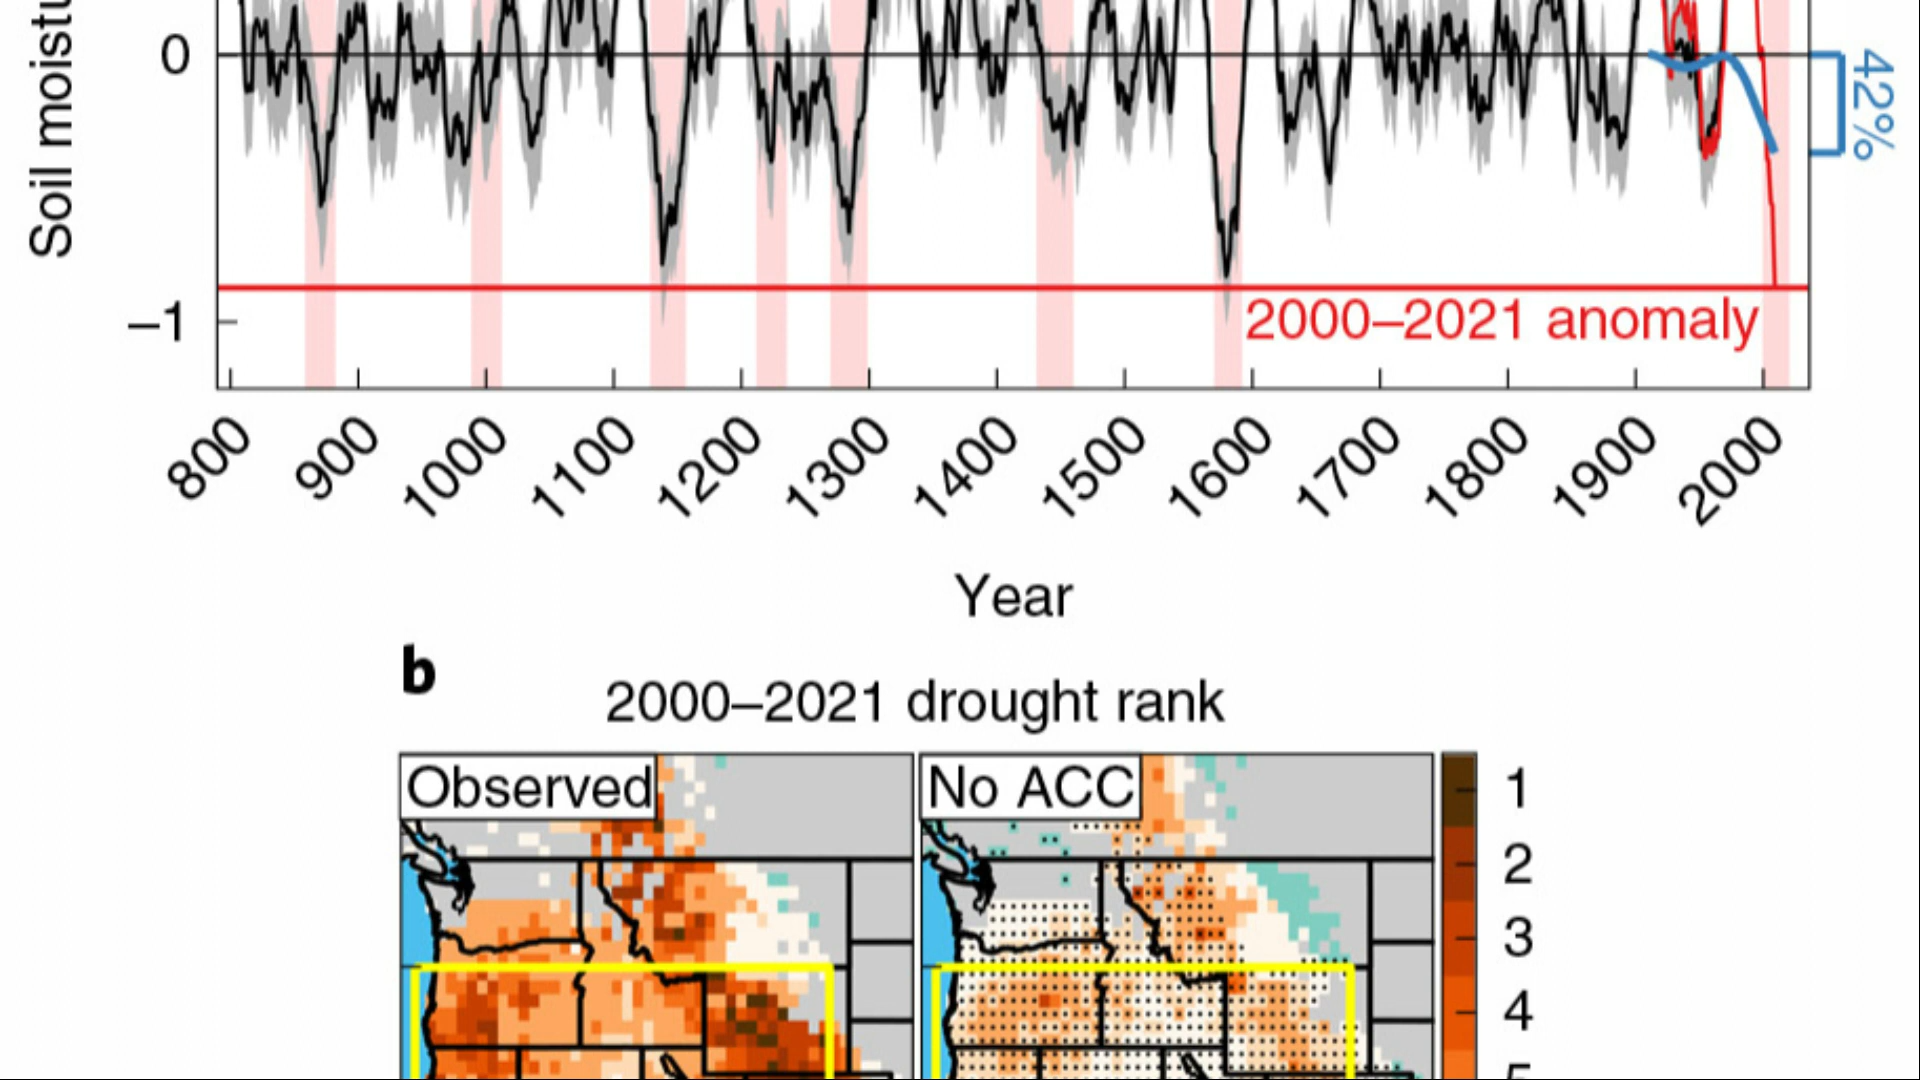 Soil moistu
0
42%
2000–2021 anomaly
–1
800 900 1000 1100 1200 1300 1400 1500 1600 1700 1800 1900 2000
Year
b
2000–2021 drought rank
Observed
No ACC
1
2
3
4
5